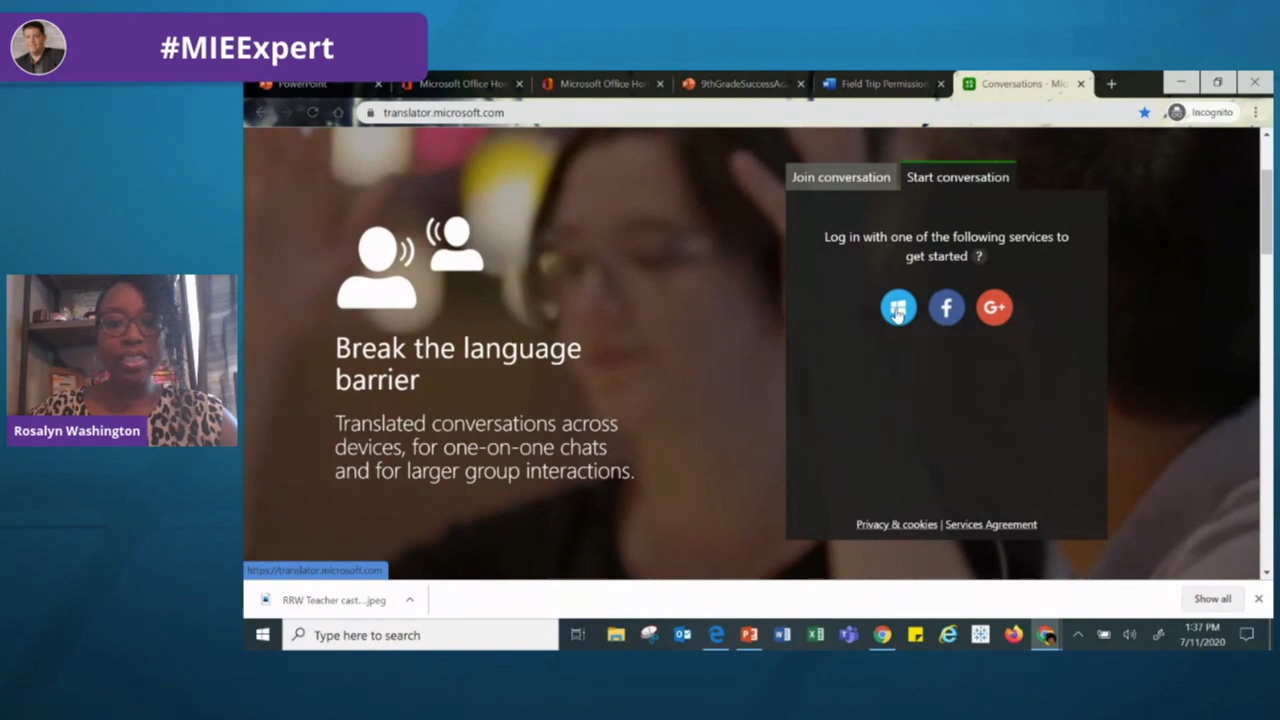 #MIEExpert
PowerPoint
Microsoft Office Ho
Microsoft Office Ho
9thGradeSuccessAc
Field Trip Permission
Conversations - Mic
translator.microsoft.com
Incognito
Join conversation
Start conversation
Log in with one of the following services to
get started ?
f
G+
Break the language
barrier
Translated conversations across
devices, for one-on-one chats
and for larger group interactions.
Privacy & cookies | Services Agreement
Rosalyn Washington
https://translator.microsoft.com
RRW Teacher cast....jpeg
Show all
Type here to search
1:37 PM
7/11/2020